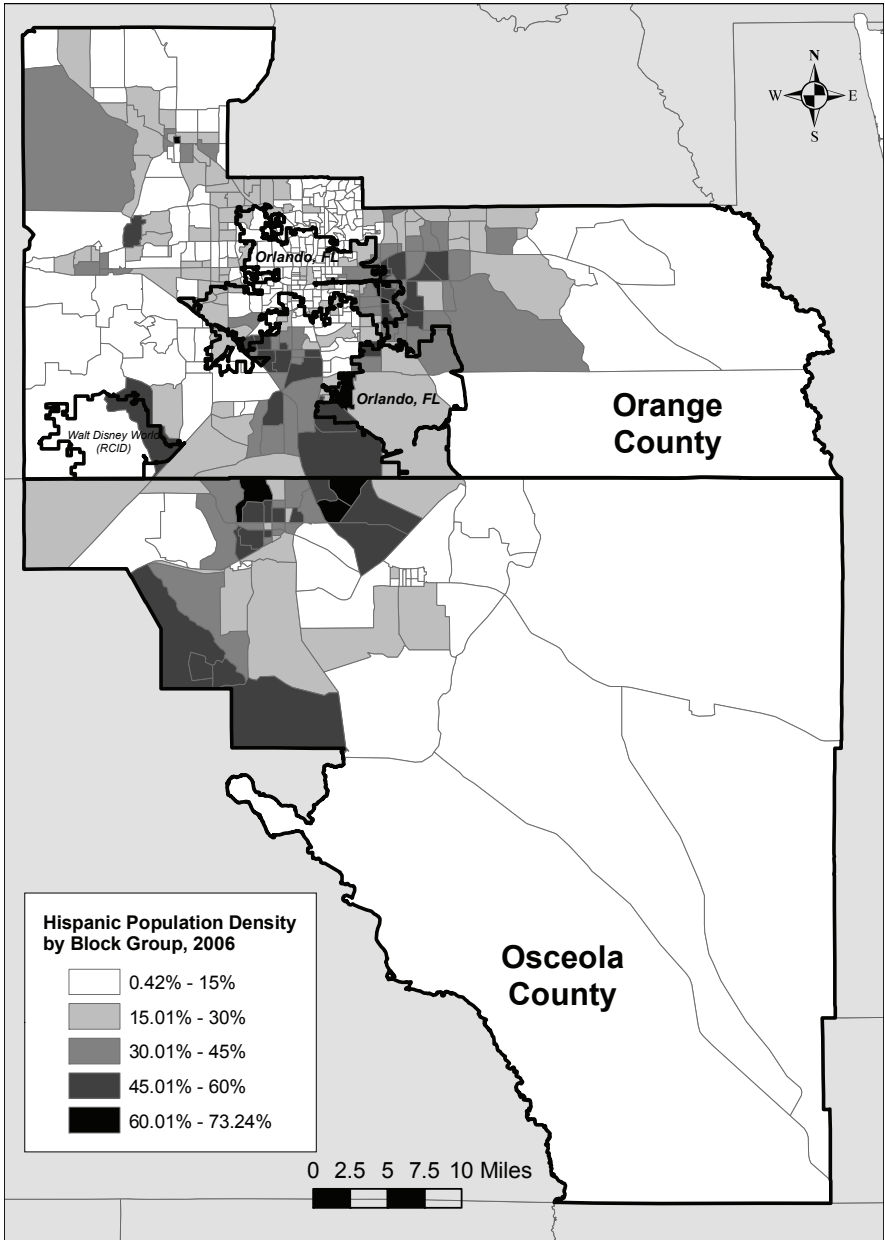 N
W E
S
Orlando, FL
Orlando, FL
Orange
County
Walt Disney World
(RCID)
Osceola
County
Hispanic Population Density
by Block Group, 2006
0.42% - 15%
15.01% - 30%
30.01% - 45%
45.01% - 60%
60.01% - 73.24%
0 2.5 5 7.5 10 Miles